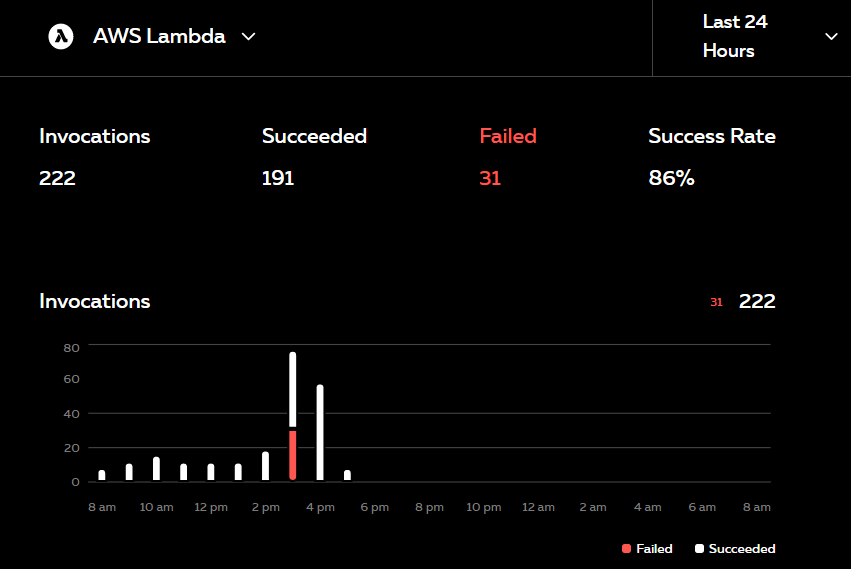 AWS Lambda
Last 24
Hours
Invocations Succeeded Failed Success Rate
222 191 31 86%
Invocations 31 222
80
60
40
20
0
8 am 10 am 12 pm 2 pm 4 pm 6 pm 8 pm 10 pm 12 am 2 am 4 am 6 am 8 am
Failed Succeeded